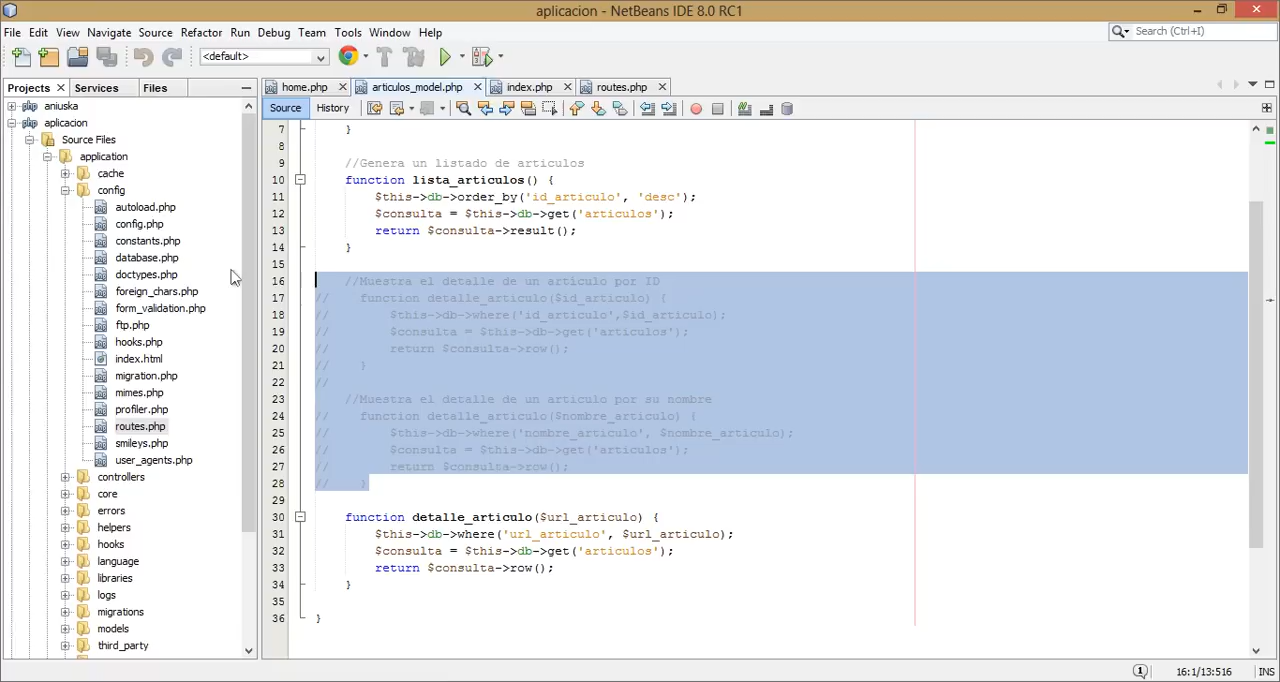 aplicacion - NetBeans IDE 8.0 RC1
File Edit View Navigate Source Refactor Run Debug Team Tools Window Help
Search (Ctrl+I)
<default>
Projects Services Files
home.php articulos_model.php index.php routes.php
Source History
aniuska
aplicacion
Source Files
application
cache
config
autoload.php
config.php
constants.php
database.php
doctypes.php
foreign_chars.php
form_validation.php
ftp.php
hooks.php
index.html
migration.php
mimes.php
profiler.php
routes.php
smileys.php
user_agents.php
controllers
core
errors
helpers
hooks
language
libraries
logs
migrations
models
third_party
7 }
8
9 //Genera un listado de articulos
10 function lista_articulos() {
11 $this->db->order_by('id_articulo', 'desc');
12 $consulta = $this->db->get('articulos');
13 return $consulta->result();
14 }
15
16 //Muestra el detalle de un articulo por ID
17 // function detalle_articulo($id_articulo) {
18 // $this->db->where('id_articulo',$id_articulo);
19 // $consulta = $this->db->get('articulos');
20 // return $consulta->row();
21 // }
22 //
23 //Muestra el detalle de un articulo por su nombre
24 // function detalle_articulo($nombre_articulo) {
25 // $this->db->where('nombre_articulo', $nombre_articulo);
26 // $consulta = $this->db->get('articulos');
27 // return $consulta->row();
28 // }
29
30 function detalle_articulo($url_articulo) {
31 $this->db->where('url_articulo', $url_articulo);
32 $consulta = $this->db->get('articulos');
33 return $consulta->row();
34 }
35
36 }
1 16:1/13:516 INS